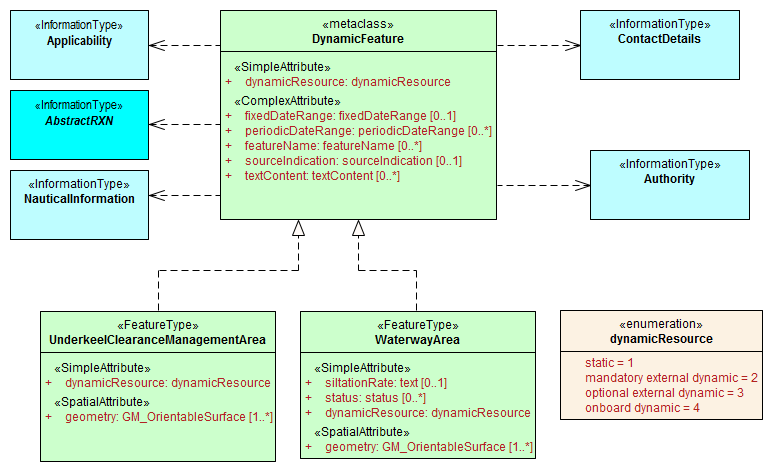 «InformationType»
Applicability
«InformationType»
AbstractRXN
«InformationType»
NauticalInformation
«metaclass»
DynamicFeature
«SimpleAttribute»
+ dynamicResource: dynamicResource
«ComplexAttribute»
+ fixedDateRange: fixedDateRange [0..1]
+ periodicDateRange: periodicDateRange [0..*]
+ featureName: featureName [0..*]
+ sourceIndication: sourceIndication [0..1]
+ textContent: textContent [0..*]
«InformationType»
ContactDetails
«InformationType»
Authority
«FeatureType»
UnderkeelClearanceManagementArea
«SimpleAttribute»
+ dynamicResource: dynamicResource
«SpatialAttribute»
+ geometry: GM_OrientableSurface [1..*]
«FeatureType»
WaterwayArea
«SimpleAttribute»
+ siltationRate: text [0..1]
+ status: status [0..*]
+ dynamicResource: dynamicResource
«SpatialAttribute»
+ geometry: GM_OrientableSurface [1..*]
«enumeration»
dynamicResource
static = 1
mandatory external dynamic = 2
optional external dynamic = 3
onboard dynamic = 4